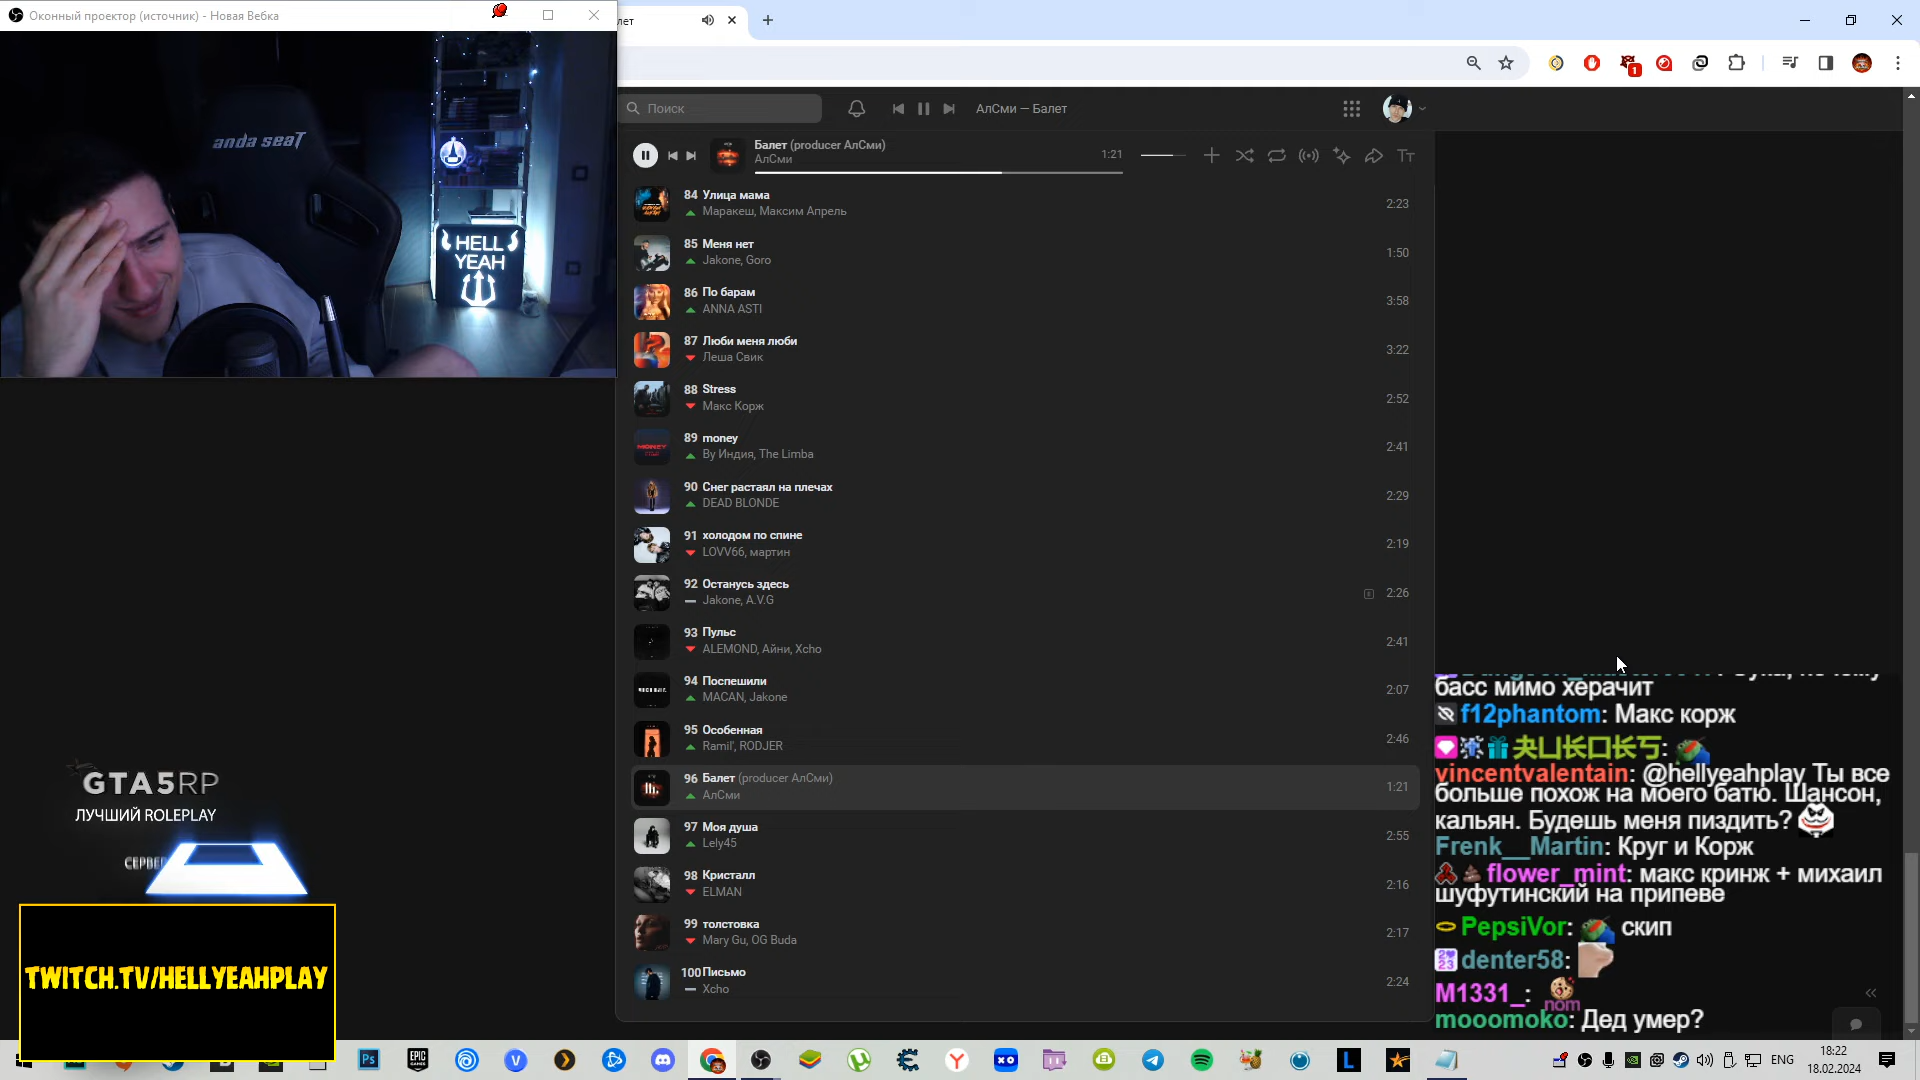 Оконный проектор (источник) - Новая Вебка
лет
anda seaT
HELL
YEAH
Поиск
АлСми — Балет
1
Балет (producer АлСми)
АлСми
1:21
84 Улица мама
Маракеш, Максим Апрель
2:23
85 Меня нет
Jakone, Goro
1:50
86 По барам
ANNA ASTI
3:58
87 Люби меня люби
Леша Свик
3:22
88 Stress
Макс Корж
2:52
89 money
By Индия, The Limba
2:41
90 Снег растаял на плечах
DEAD BLONDE
2:29
91 холодом по спине
LOVV66, мартин
2:19
92 Останусь здесь
Jakone, A.V.G
E 2:26
93 Пульс
ALEMOND, Айни, Xcho
2:41
94 Поспешили
MACAN, Jakone
2:07
95 Особенная
Ramil', RODJER
2:46
96 Балет (producer АлСми)
АлСми
1:21
97 Моя душа
Lely45
2:55
98 Кристалл
ELMAN
2:16
99 толстовка
Mary Gu, OG Buda
2:17
100 Письмо
Xcho
2:24
GTA5RP
ЛУЧШИЙ ROLEPLAY
СЕРВЕР
TWITCH.TV/HELLYEAHPLAY
басс мимо херачит
f12phantom: Макс корж
vincentvalentain: @hellyeahplay Ты все
больше похож на моего батю. Шансон,
кальян. Будешь меня пиздить?
Frenk__Martin: Круг и Корж
flower_mint: макс кринж + михаил
шуфутинский на припеве
PepsiVor: скип
denter58:
M1331_: nom
mooomoko: Дед умер?
ENG
18:22
18.02.2024